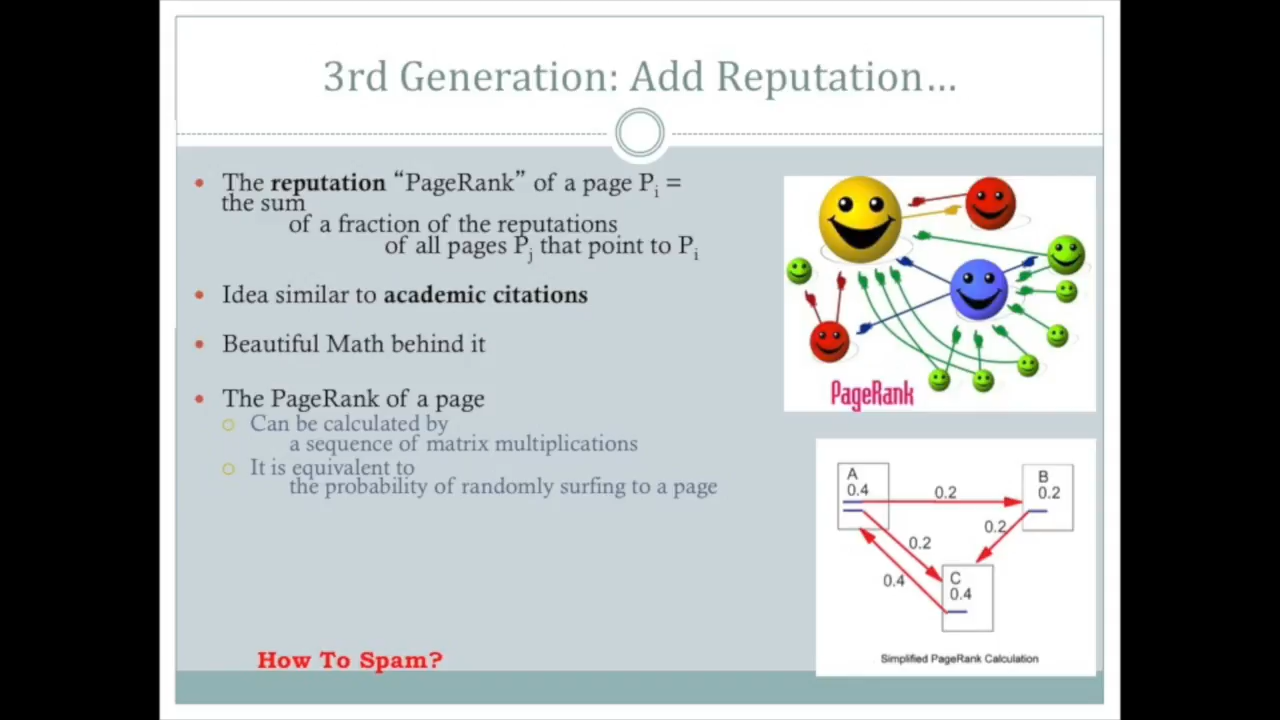 3rd Generation: Add Reputation…
• The reputation “PageRank” of a page Pi =
the sum
of a fraction of the reputations
of all pages Pj that point to Pi
• Idea similar to academic citations
• Beautiful Math behind it
• The PageRank of a page
○ Can be calculated by
a sequence of matrix multiplications
○ It is equivalent to
the probability of randomly surfing to a page
How To Spam?
PageRank
A
0.4
B
0.2
0.2
0.2
0.2
0.4
C
0.4
Simplified PageRank Calculation